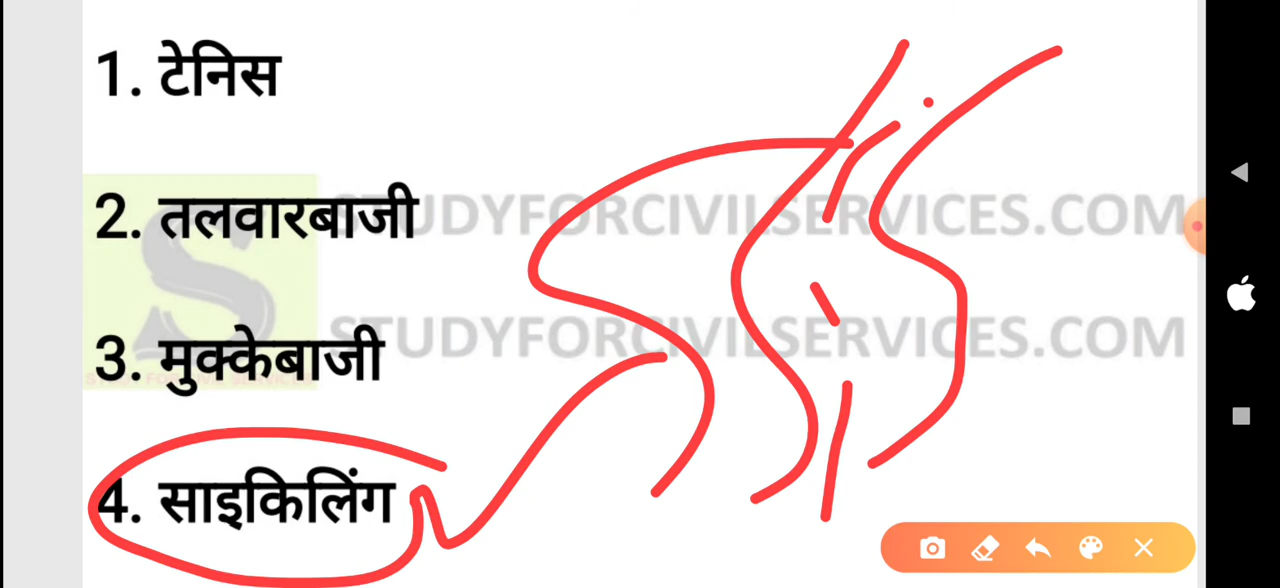 1. टेनिस
2. तलवारबाजी
STUDYFORCIVILSERVICES.COM
3. मुक्केबाजी
STUDYFORCIVILSERVICES.COM
4. साइकिलिंग